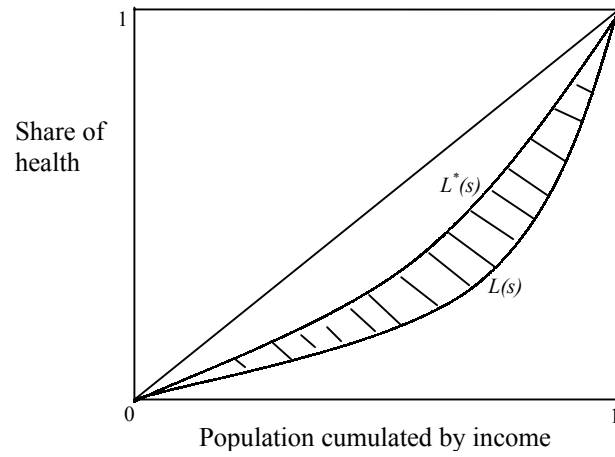 1
Share of
health
L*(s)
L(s)
0
1
Population cumulated by income